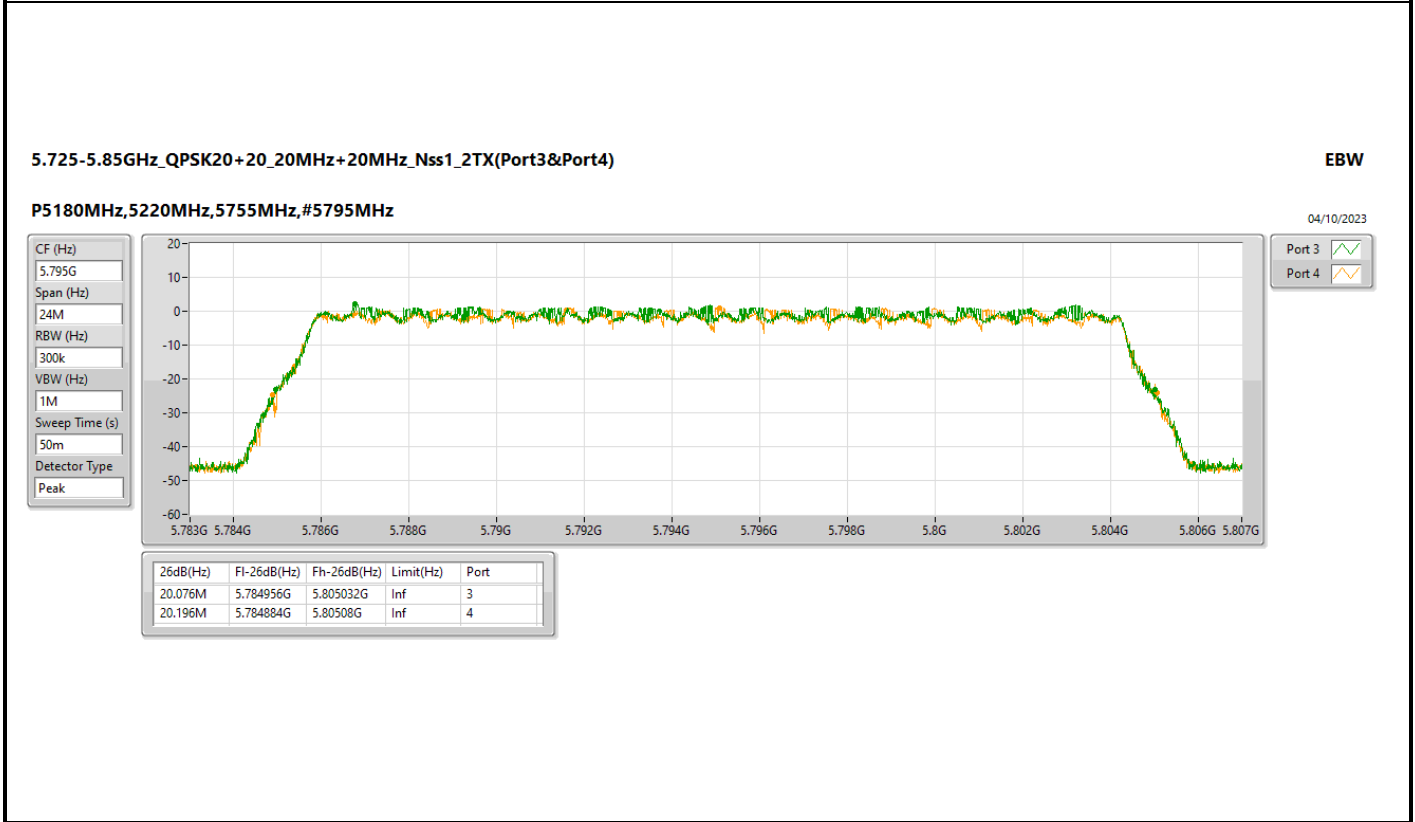 5.725-5.85GHz_QPSK20+20_20MHz+20MHz_Nss1_2TX(Port3&Port4)
EBW
P5180MHz,5220MHz,5755MHz,#5795MHz
04/10/2023
CF (Hz)
5.795G
Span (Hz)
24M
RBW (Hz)
300k
VBW (Hz)
1M
Sweep Time (s)
50m
Detector Type
Peak
20
10
0
-10
-20
-30
-40
-50
-60
5.783G 5.784G 5.786G 5.788G 5.79G 5.792G 5.794G 5.796G 5.798G 5.8G 5.802G 5.804G 5.806G 5.807G
Port 3
Port 4
26dB(Hz) Fl-26dB(Hz) Fh-26dB(Hz) Limit(Hz) Port
20.076M 5.784956G 5.805032G Inf 3
20.196M 5.784884G 5.80508G Inf 4